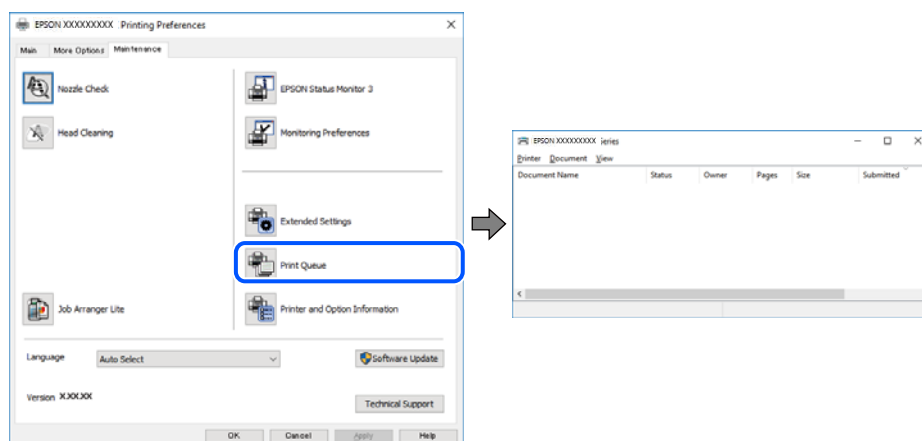 EPSON XXXXXXXXX Printing Preferences
Main More Options Maintenance
Nozzle Check
EPSON Status Monitor 3
Head Cleaning
Monitoring Preferences
Extended Settings
Print Queue
Job Arranger Lite
Printer and Option Information
Language Auto Select
Software Update
Version X.XX.XX
Technical Support
OK Cancel Apply Help
EPSON XXXXXXXXX ieries
Printer Document View
Document Name Status Owner Pages Size Submitted